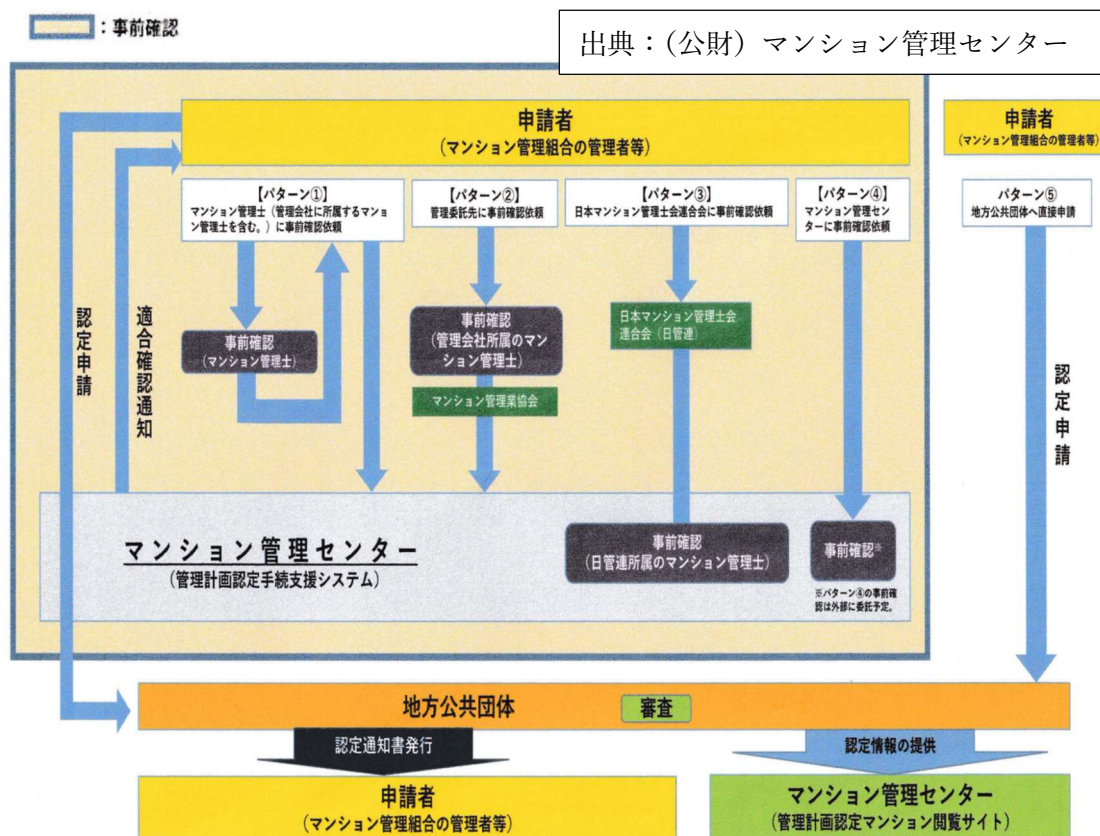 ：事前確認
出典：(公財) マンション管理センター
申請者
(マンション管理組合の管理者等)
申請者
(マンション管理組合の管理者等)
【パターン①】
マンション管理士（管理会社に所属するマンショ
ン管理士を含む。）に事前確認依頼
【パターン②】
管理委託先に事前確認依頼
【パターン③】
日本マンション管理士会連合会に事前確認依頼
【パターン④】
マンション管理セン
ターに事前確認依頼
パターン⑤
地方公共団体へ直接申請
認定申請
適合確認通知
事前確認
(マンション管理士)
事前確認
(管理会社所属のマン
ション管理士)
マンション管理業協会
日本マンション管理士会
連合会（日管連）
認定申請
マンション管理センター
(管理計画認定手続支援システム)
事前確認
(日管連所属のマンション管理士)
事前確認※
※パターン④の事前確
認は外部に委託予定。
地方公共団体
審査
認定通知書発行
認定情報の提供
申請者
(マンション管理組合の管理者等)
マンション管理センター
(管理計画認定マンション閲覧サイト)